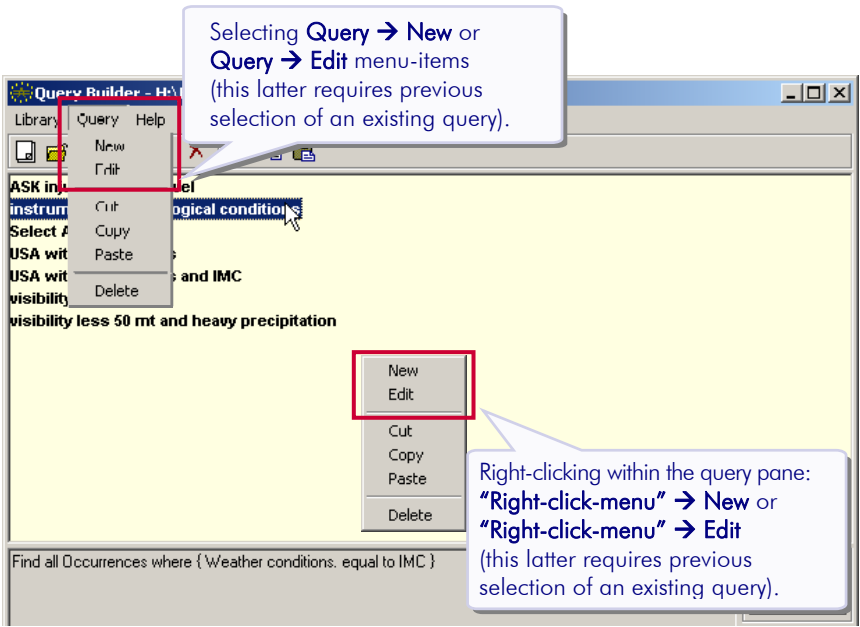 Selecting Query → New or
Query → Edit menu-items
(this latter requires previous
selection of an existing query).
Query Builder - H:\
Library Query Help
New
Edit
Cut
Copy
Paste
Delete
ASK
instrum ological conditions
Select A
USA wit
USA wit s and IMC
visibility
visibility less 50 mt and heavy precipitation
New
Edit
Cut
Copy
Paste
Delete
Right-clicking within the query pane:
"Right-click-menu" → New or
"Right-click-menu" → Edit
(this latter requires previous
selection of an existing query).
Find all Occurrences where { Weather conditions. equal to IMC }